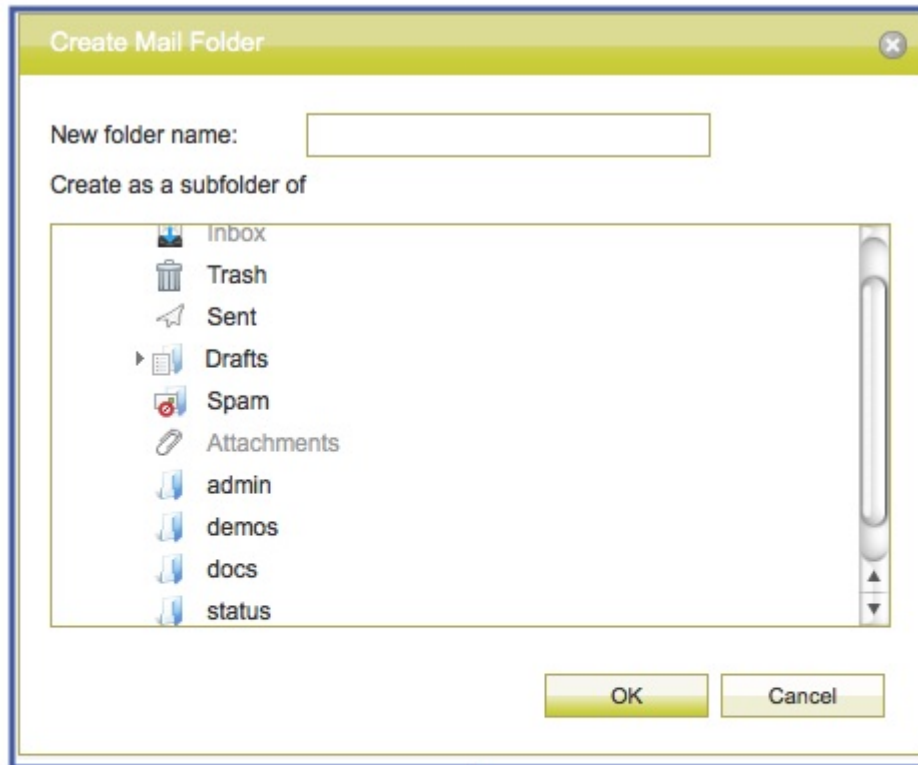 Create Mail Folder
New folder name:
Create as a subfolder of
Inbox
Trash
Sent
Drafts
Spam
Attachments
admin
demos
docs
status
OK Cancel